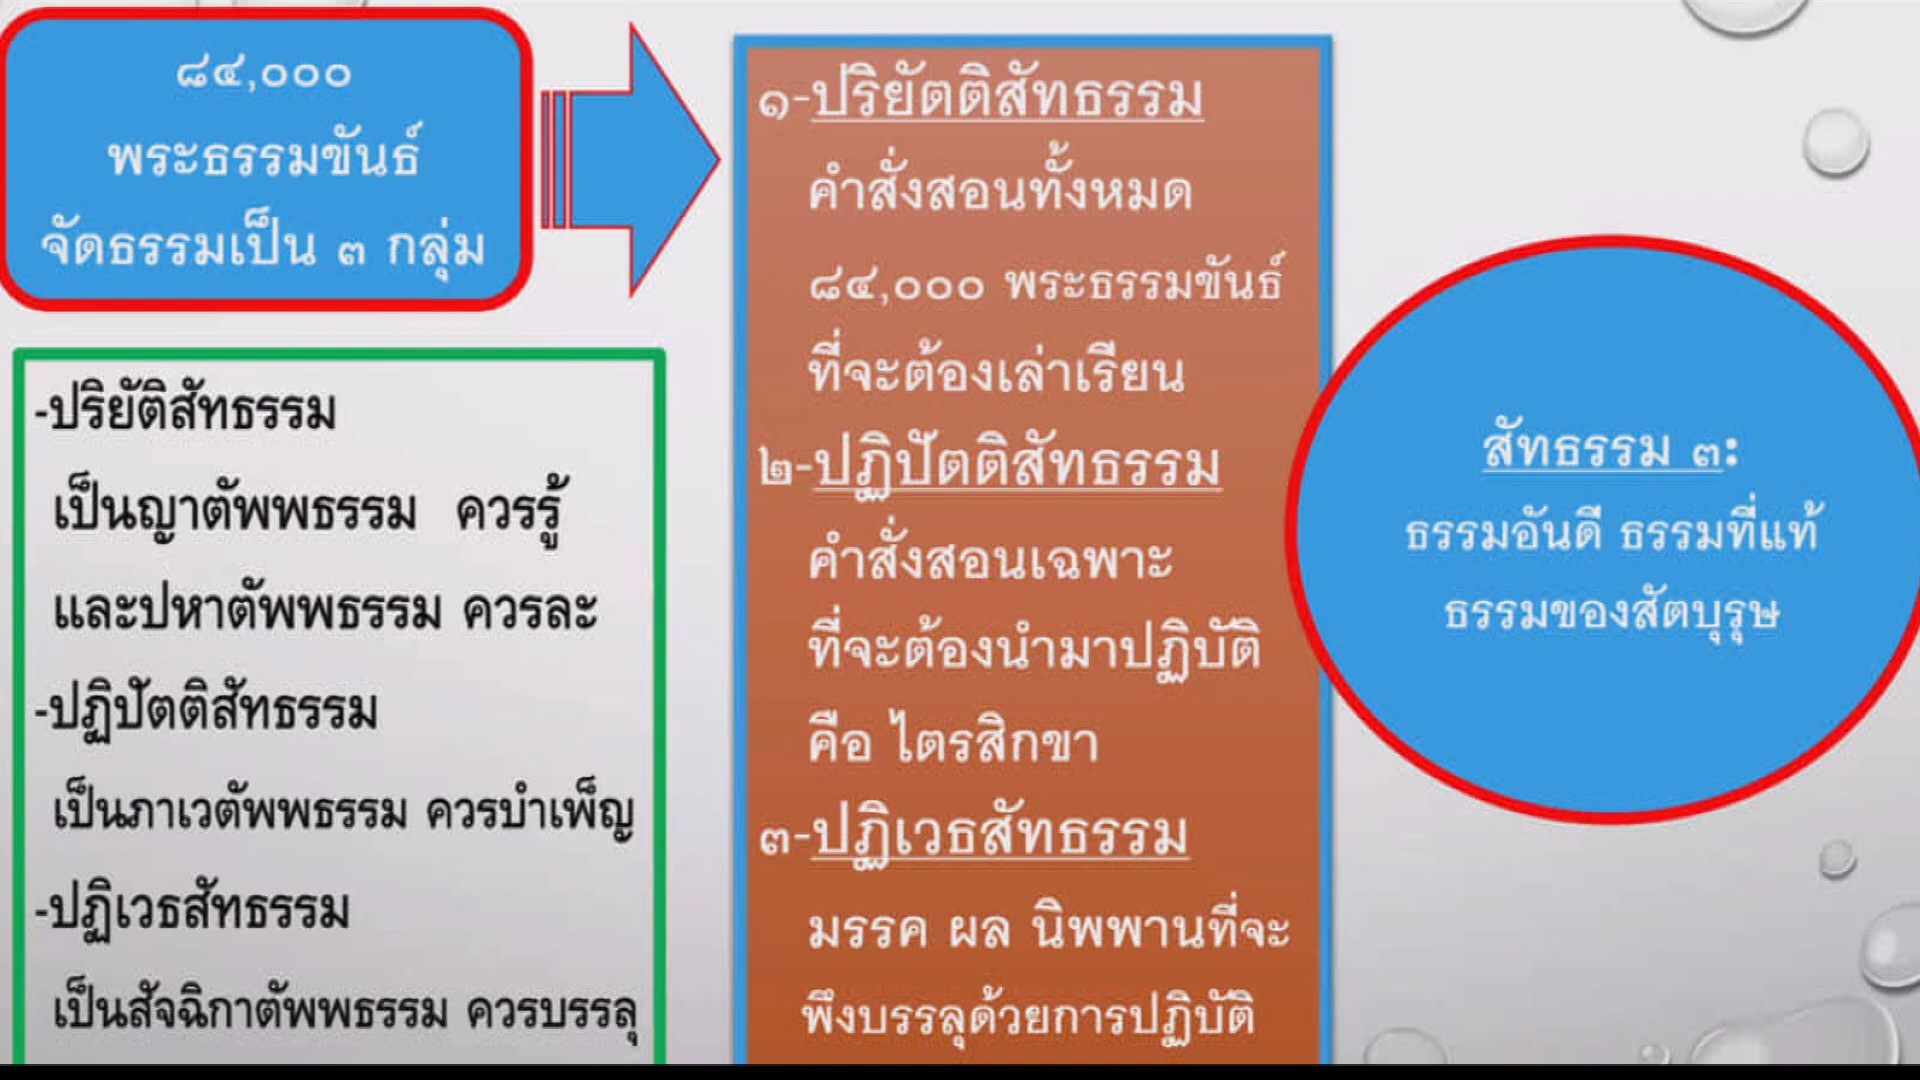 ๘๔,๐๐๐
พระธรรมขันธ์
จัดธรรมเป็น ๓ กลุ่ม
-ปริยัติสัทธรรม
เป็นญาตัพพธรรม ควรรู้
และปหาตัพพธรรม ควรละ
-ปฏิปัตติสัทธรรม
เป็นภาเวตัพพธรรม ควรบำเพ็ญ
-ปฏิเวธสัทธรรม
เป็นสัจฉิกาตัพพธรรม ควรบรรลุ
๑-ปริยัตติสัทธรรม
คำสั่งสอนทั้งหมด
๘๔,๐๐๐ พระธรรมขันธ์
ที่จะต้องเล่าเรียน
๒-ปฏิปัตติสัทธรรม
คำสั่งสอนเฉพาะ
ที่จะต้องนำมาปฏิบัติ
คือ ไตรสิกขา
๓-ปฏิเวธสัทธรรม
มรรค ผล นิพพานที่จะ
พึงบรรลุด้วยการปฏิบัติ
สัทธรรม ๓:
ธรรมอันดี ธรรมที่แท้
ธรรมของสัตบุรุษ